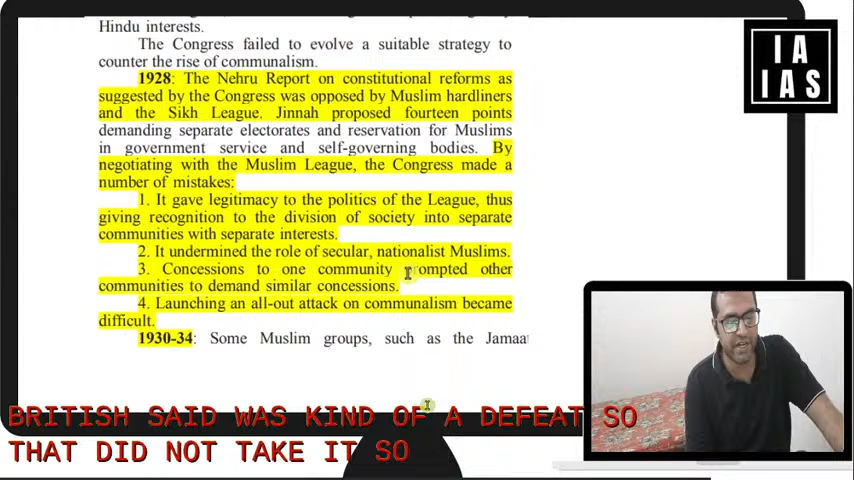 Hindu interests.
The Congress failed to evolve a suitable strategy to
counter the rise of communalism.
1928: The Nehru Report on constitutional reforms as
suggested by the Congress was opposed by Muslim hardliners
and the Sikh League. Jinnah proposed fourteen points
demanding separate electorates and reservation for Muslims
in government service and self-governing bodies. By
negotiating with the Muslim League, the Congress made a
number of mistakes:
1. It gave legitimacy to the politics of the League, thus
giving recognition to the division of society into separate
communities with separate interests.
2. It undermined the role of secular, nationalist Muslims.
3. Concessions to one community prompted other
communities to demand similar concessions.
4. Launching an all-out attack on communalism became
difficult.
1930-34: Some Muslim groups, such as the Jamaat
IA
IAS
BRITISH SAID WAS KIND OF A DEFEAT SO
THAT DID NOT TAKE IT SO